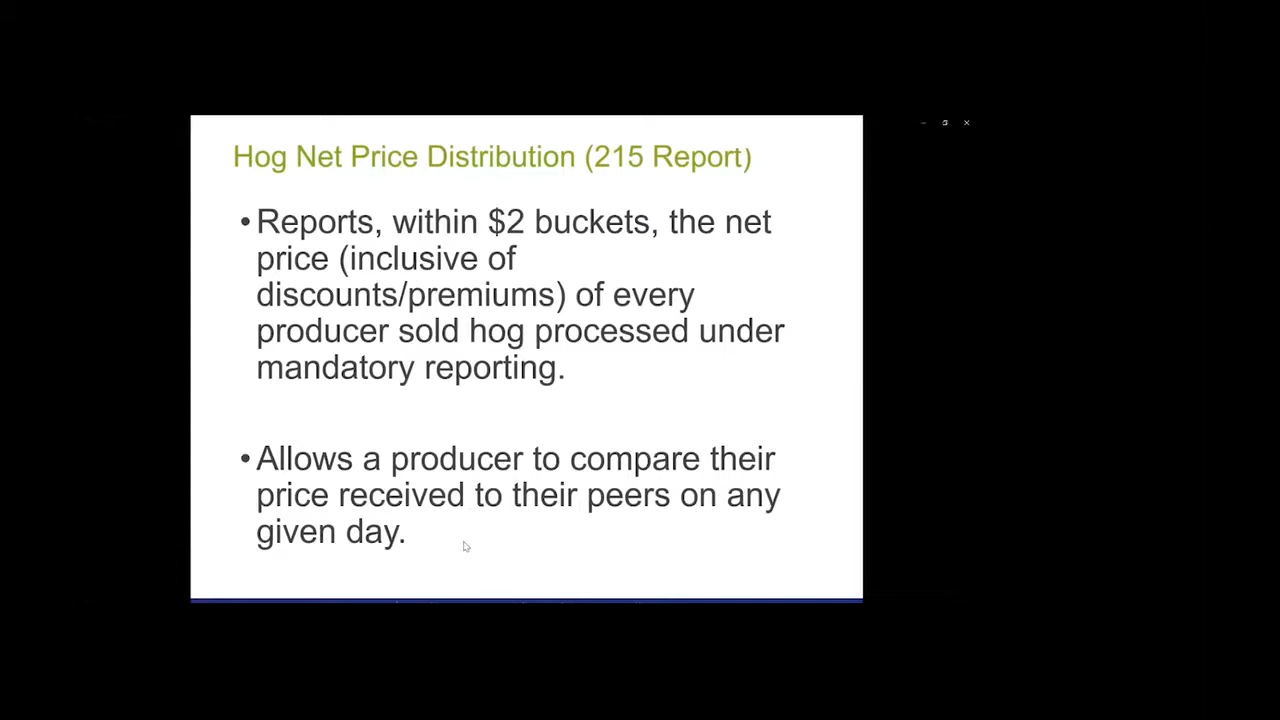 Hog Net Price Distribution (215 Report)
•Reports, within $2 buckets, the net
price (inclusive of
discounts/premiums) of every
producer sold hog processed under
mandatory reporting.
•Allows a producer to compare their
price received to their peers on any
given day.